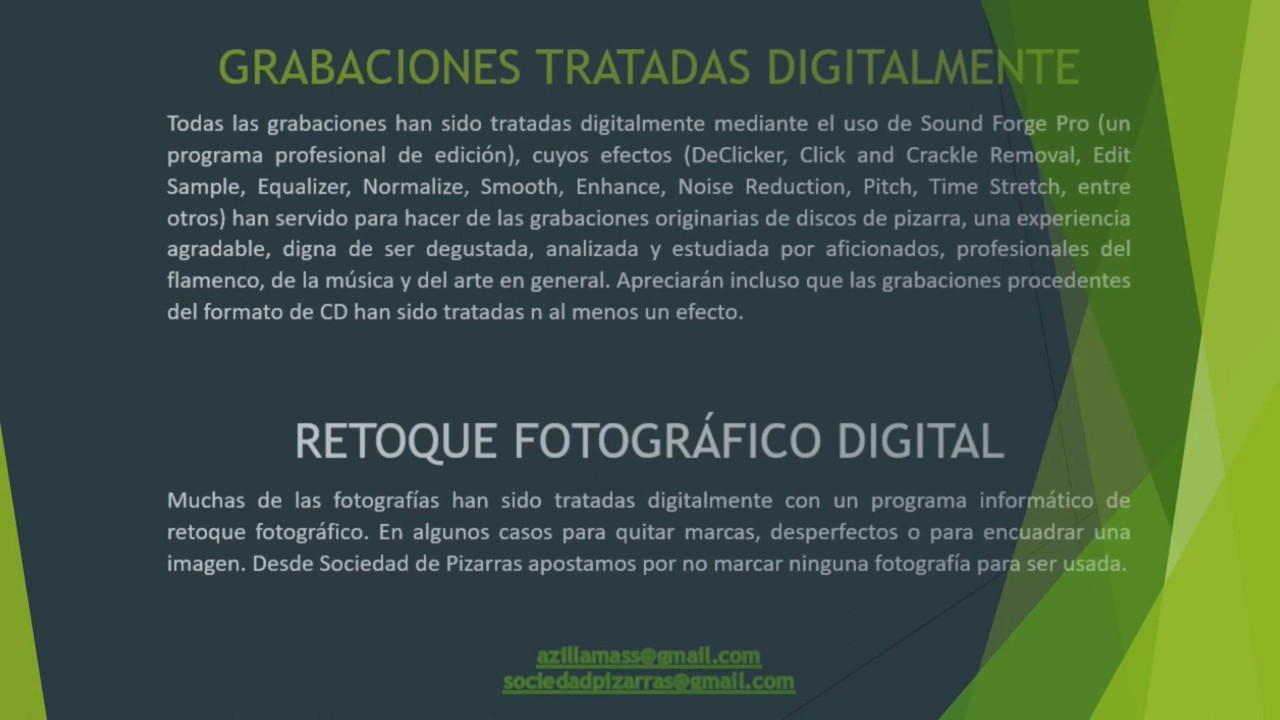 GRABACIONES TRATADAS DIGITALMENTE
Todas las grabaciones han sido tratadas digitalmente mediante el uso de Sound Forge Pro (un
programa profesional de edición), cuyos efectos (DeClicker, Click and Crackle Removal, Edit
Sample, Equalizer, Normalize, Smooth, Enhance, Noise Reduction, Pitch, Time Stretch, entre
otros) han servido para hacer de las grabaciones originarias de discos de pizarra, una experiencia
agradable, digna de ser degustada, analizada y estudiada por aficionados, profesionales del
flamenco, de la música y del arte en general. Apreciarán incluso que las grabaciones procedentes
del formato de CD han sido tratadas n al menos un efecto.
RETOQUE FOTOGRÁFICO DIGITAL
Muchas de las fotografías han sido tratadas digitalmente con un programa informático de
retoque fotográfico. En algunos casos para quitar marcas, desperfectos o para encuadrar una
imagen. Desde Sociedad de Pizarras apostamos por no marcar ninguna fotografía para ser usada.
azillamass@gmail.com
sociedadpizarras@gmail.com